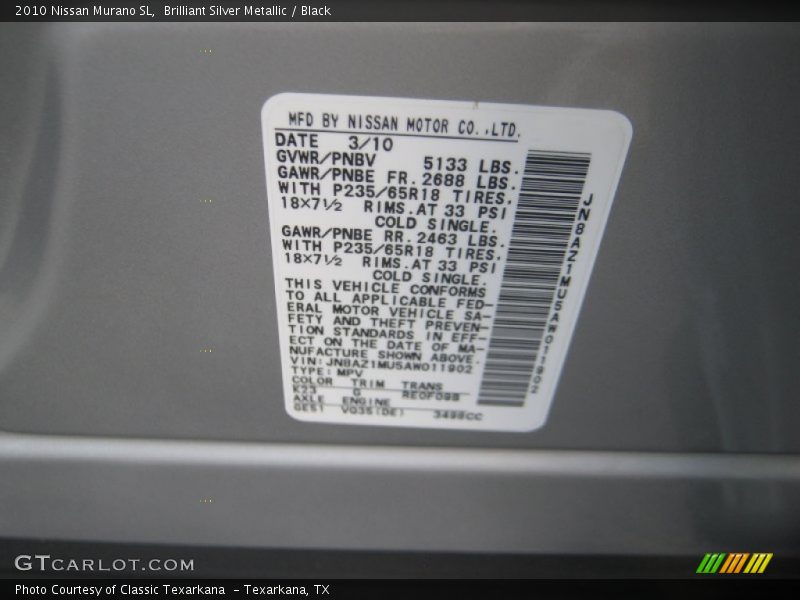 2010 Nissan Murano SL,  Brilliant Silver Metallic / Black
MFD BY NISSAN MOTOR CO.,LTD.
DATE 3/10
GVWR/PNBV 5133 LBS.
GAWR/PNBE FR. 2688 LBS.
WITH P235/65R18 TIRES.
18×7½ RIMS. AT 33 PSI
COLD SINGLE.
GAWR/PNBE RR. 2463 LBS.
WITH P235/65R18 TIRES.
18×7½ RIMS. AT 33 PSI
COLD SINGLE.
THIS VEHICLE CONFORMS
TO ALL APPLICABLE FED-
ERAL MOTOR VEHICLE SA-
FETY AND THEFT PREVEN-
TION STANDARDS IN EFF-
ECT ON THE DATE OF MA-
NUFACTURE SHOWN ABOVE.
VIN: JN8AZ1MU5AW011902
TYPE: MPV
COLOR TRIM TRANS
K23 G RE0F09B
AXLE ENGINE
GE51 VQ35(DE) 3498CC
JN8AZ1MU5AW011902
GTCARLOT.COM
Photo Courtesy of Classic Texarkana  - Texarkana, TX